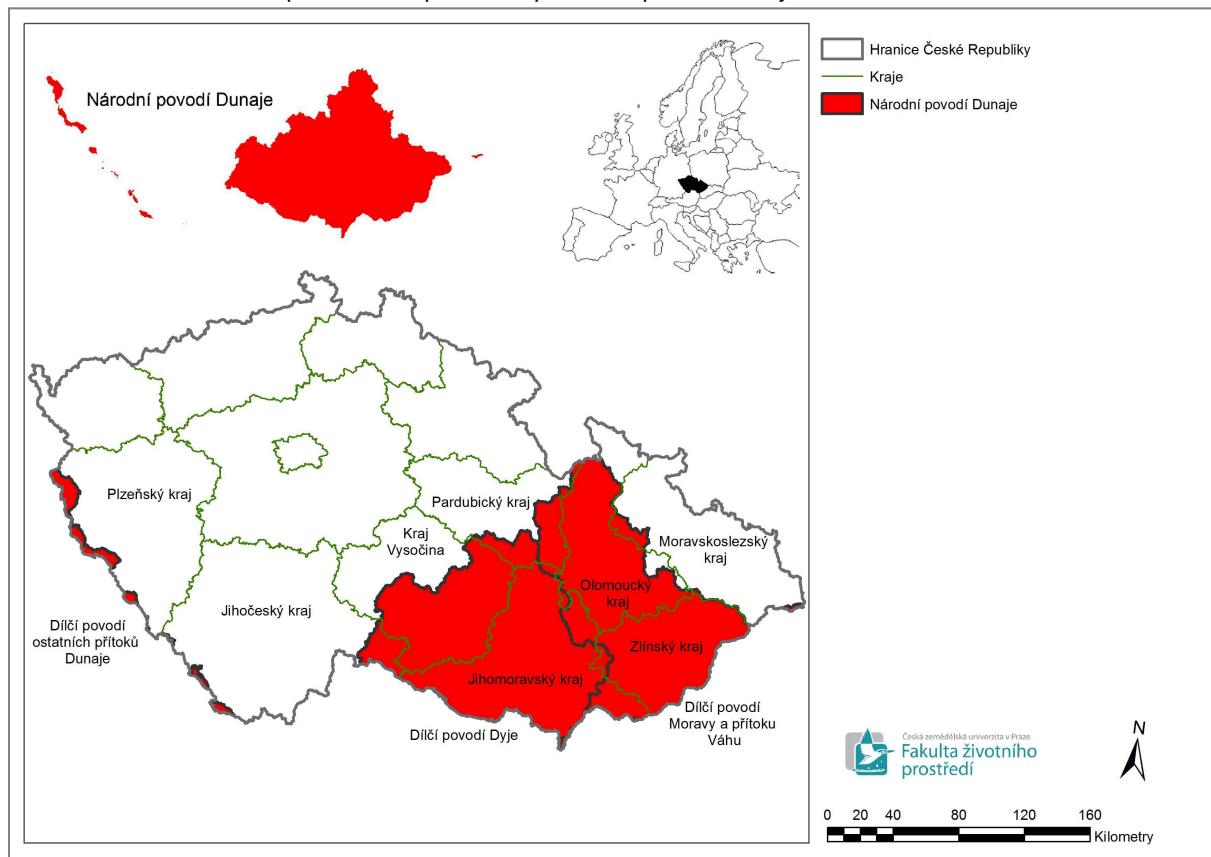 Národní povodí Dunaje
Hranice České Republiky
Kraje
Národní povodí Dunaje
Plzeňský kraj
Pardubický kraj
Kraj
Vysočina
Moravskoslezský
kraj
Olomoucký
kraj
Jihočeský kraj
Dílčí povodí
ostatních přítoků
Dunaje
Zlínský kraj
Jihomoravský kraj
Dílčí povodí
Moravy a přítoku
Váhu
Dílčí povodí Dyje
Česká zemědělská univerzita v Praze
Fakulta životního
prostředí
N
0 20 40 80 120 160
Kilometry